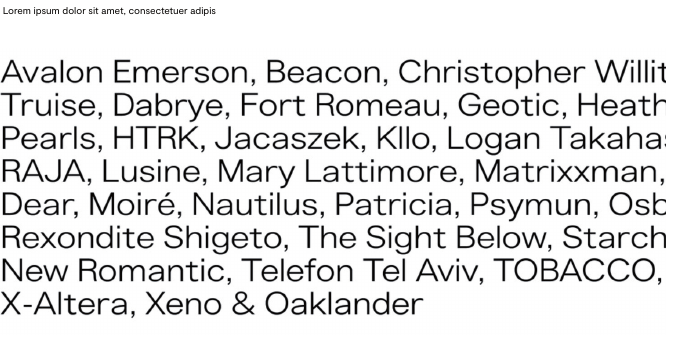 Lorem ipsum dolor sit amet, consectetuer adipis
Avalon Emerson, Beacon, Christopher Willit
Truise, Dabrye, Fort Romeau, Geotic, Heath
Pearls, HTRK, Jacaszek, Kllo, Logan Takaha
RAJA, Lusine, Mary Lattimore, Matrixxman,
Dear, Moiré, Nautilus, Patricia, Psymun, Osb
Rexondite Shigeto, The Sight Below, Starch
New Romantic, Telefon Tel Aviv, TOBACCO,
X-Altera, Xeno & Oaklander